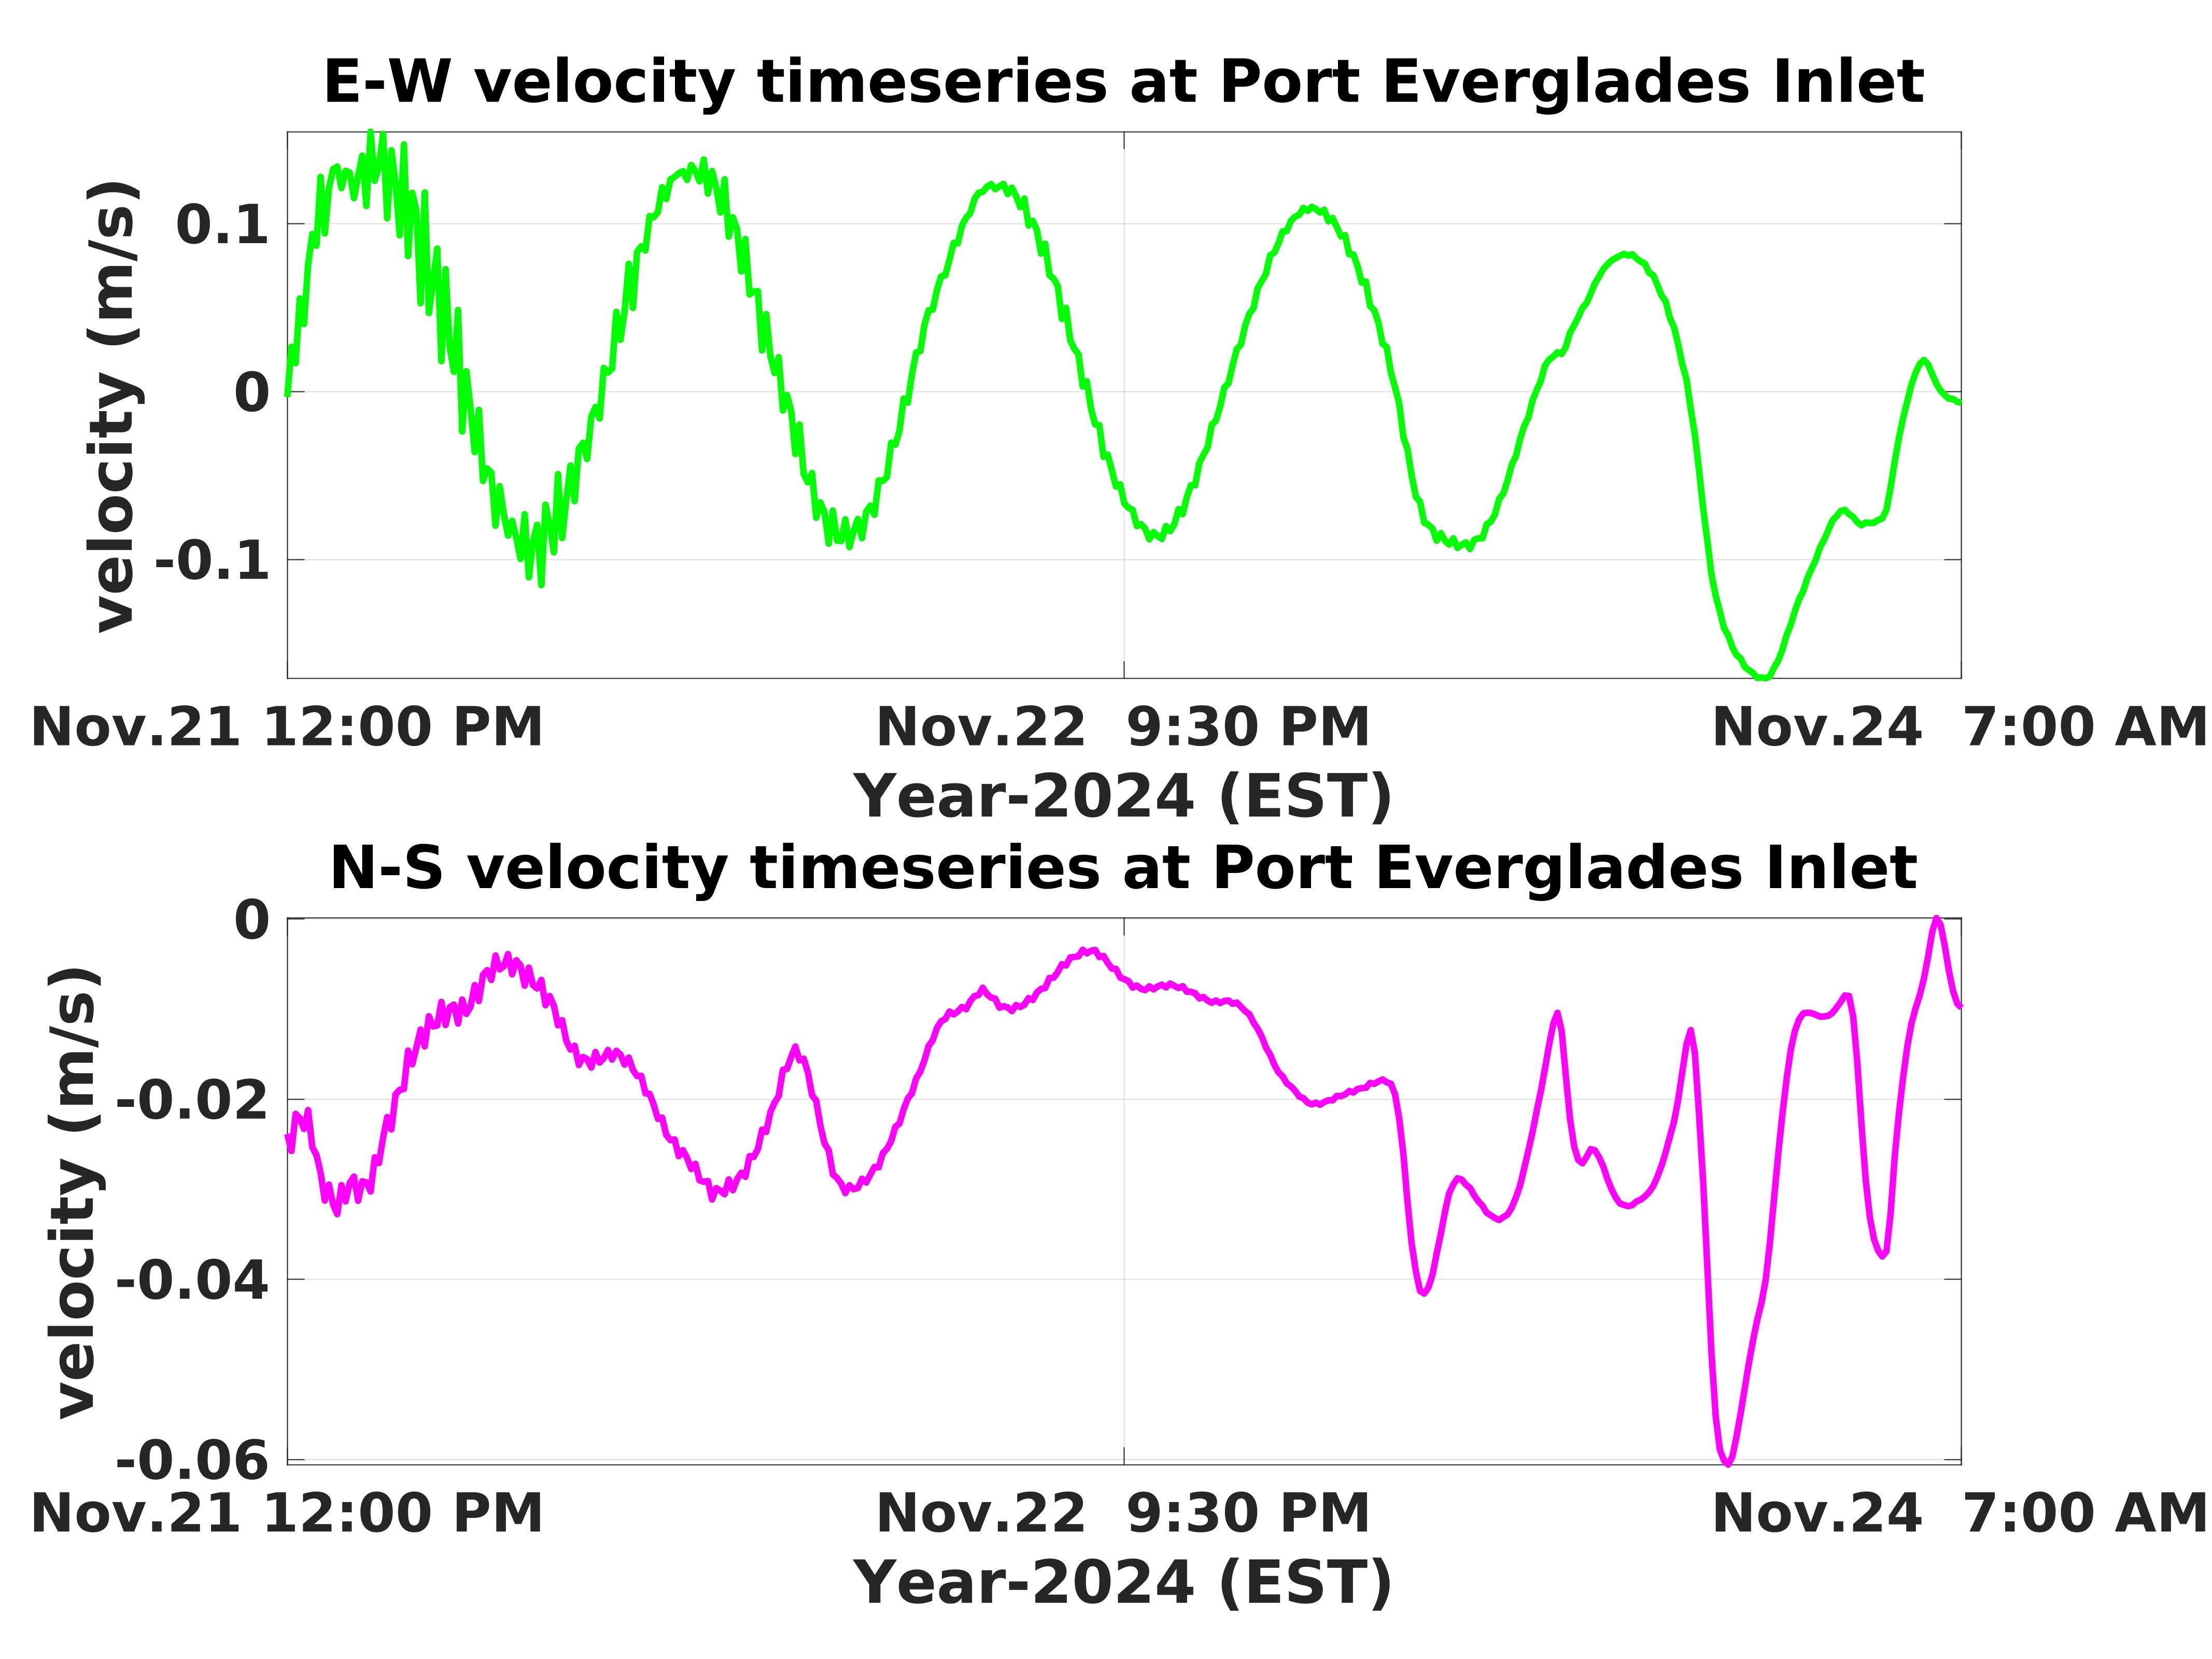 E-W velocity timeseries at Port Everglades Inlet
velocity (m/s)
0.1
0
-0.1
Nov.21 12:00 PM
Nov.22 9:30 PM
Nov.24 7:00 AM
Year-2024 (EST)
N-S velocity timeseries at Port Everglades Inlet
velocity (m/s)
0
-0.02
-0.04
-0.06
Nov.21 12:00 PM
Nov.22 9:30 PM
Nov.24 7:00 AM
Year-2024 (EST)